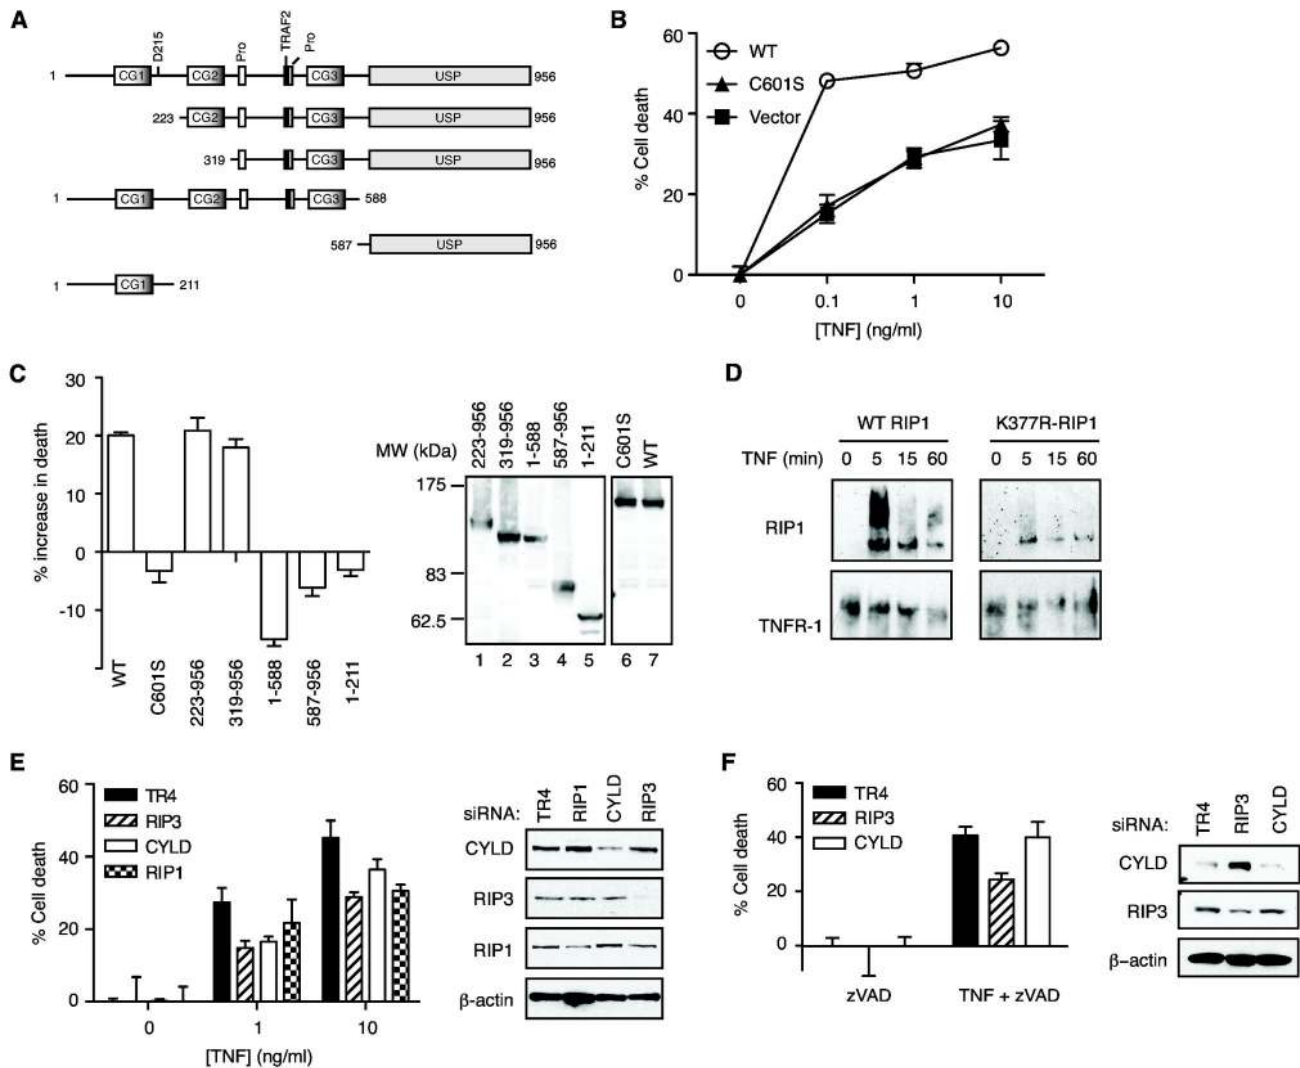 A
D215
Pro
TRAF2
Pro
1
CG1
CG2
CG3
USP
956
223
CG2
CG3
USP
956
319
CG3
USP
956
1
CG1
CG2
CG3
588
587
USP
956
1
CG1
211
B
60
40
20
0
% Cell death
WT
C601S
Vector
0
0.1
1
10
[TNF] (ng/ml)
C
30
20
10
0
-10
% increase in death
WT
C601S
223-956
319-956
1-588
587-956
1-211
MW (kDa)
223-956
319-956
1-588
587-956
1-211
C601S
WT
175
83
62.5
1 2 3 4 5 6 7
D
WT RIP1
K377R-RIP1
TNF (min)
0 5 15 60
0 5 15 60
RIP1
TNFR-1
E
60
40
20
0
% Cell death
TR4
RIP3
CYLD
RIP1
0
1
10
[TNF] (ng/ml)
siRNA:
TR4
RIP1
CYLD
RIP3
CYLD
RIP3
RIP1
β-actin
F
60
40
20
0
% Cell death
TR4
RIP3
CYLD
zVAD
TNF + zVAD
siRNA:
TR4
RIP3
CYLD
CYLD
RIP3
β-actin